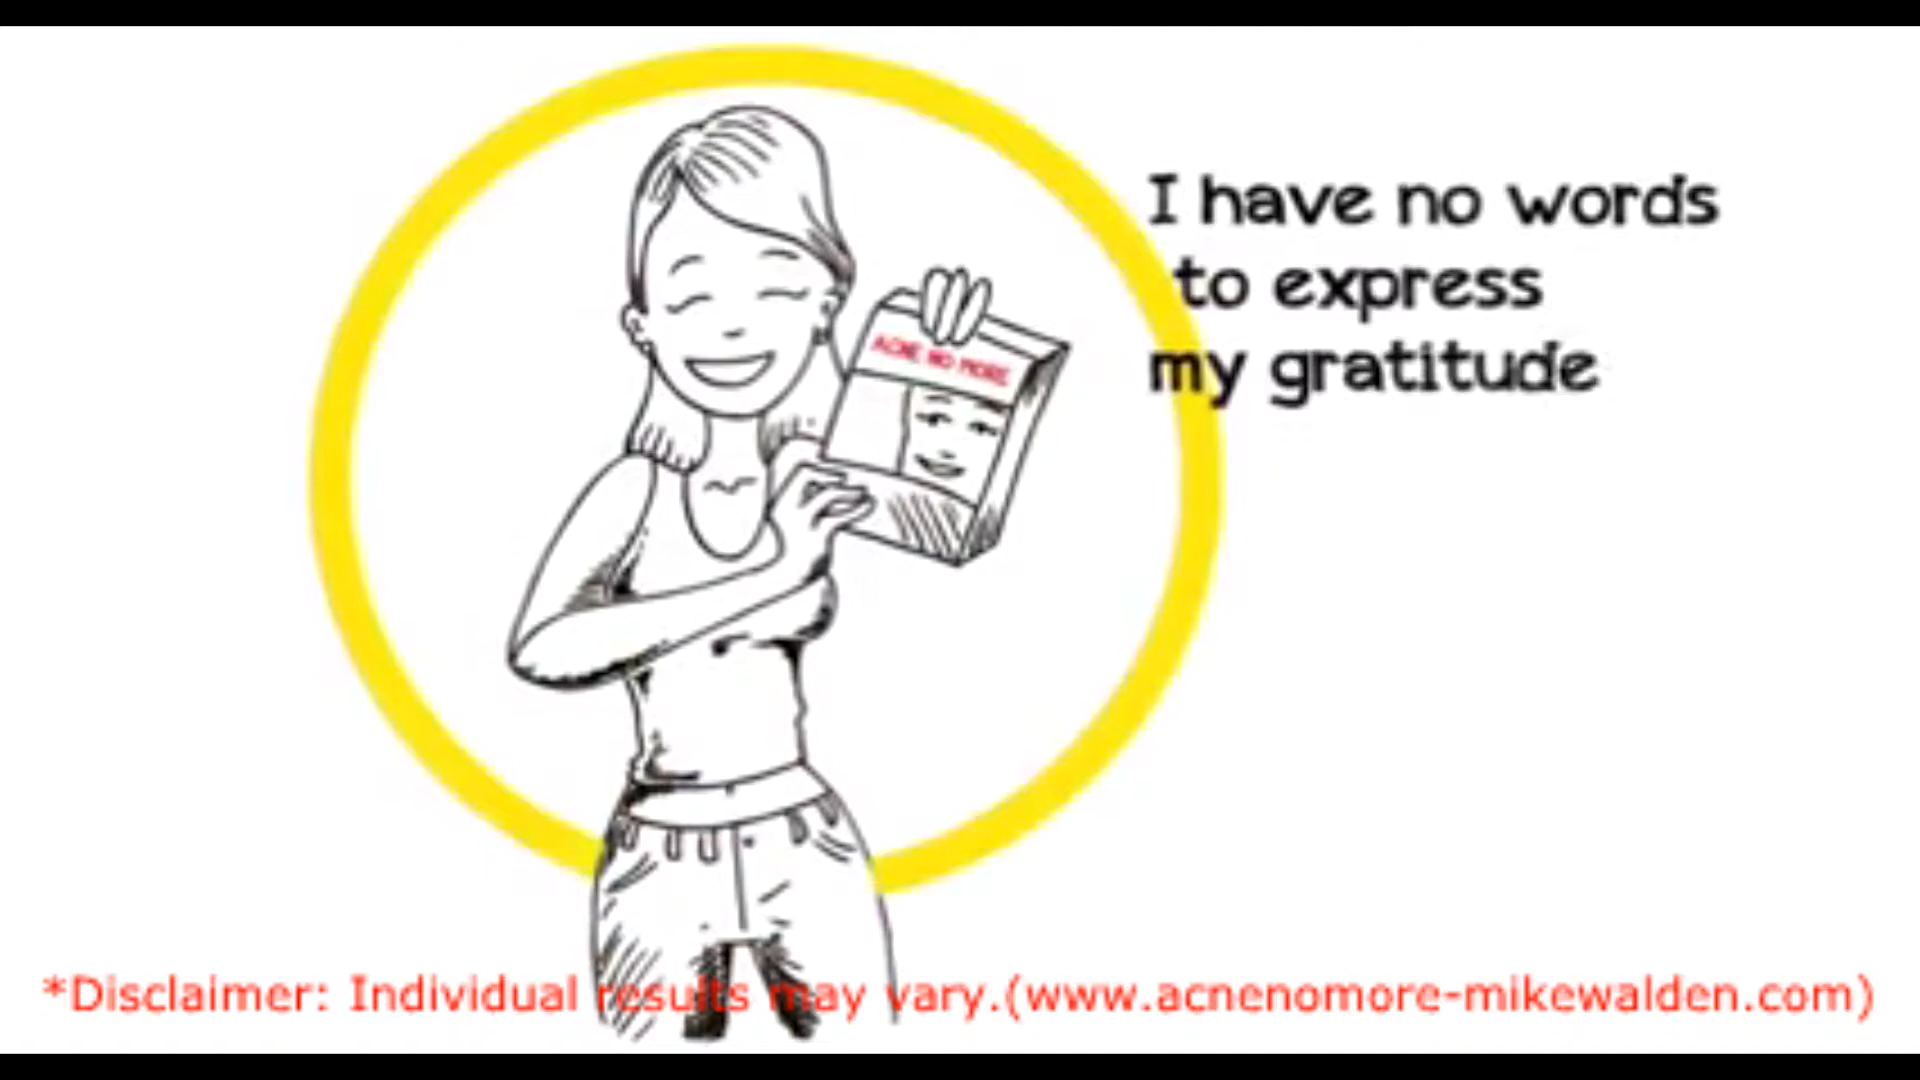 I have no words
to express
my gratitude
ACNE NO MORE
*Disclaimer: Individual results may vary.(www.acnenomore-mikewalden.com)